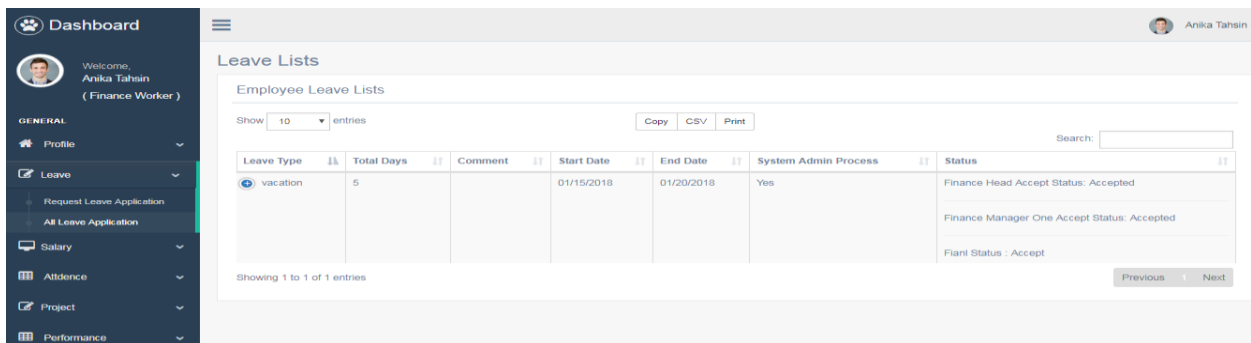 Dashboard
Anika Tahsin
Welcome,
Anika Tahsin
( Finance Worker )
GENERAL
Profile
Leave
Request Leave Application
All Leave Application
Salary
Attdence
Project
Performance
Leave Lists
Employee Leave Lists
Show 10 entries
Copy CSV Print
Search:
Leave Type Total Days Comment Start Date End Date System Admin Process Status
vacation 5 01/15/2018 01/20/2018 Yes Finance Head Accept Status: Accepted
Finance Manager One Accept Status: Accepted
Fianl Status : Accept
Showing 1 to 1 of 1 entries
Previous 1 Next